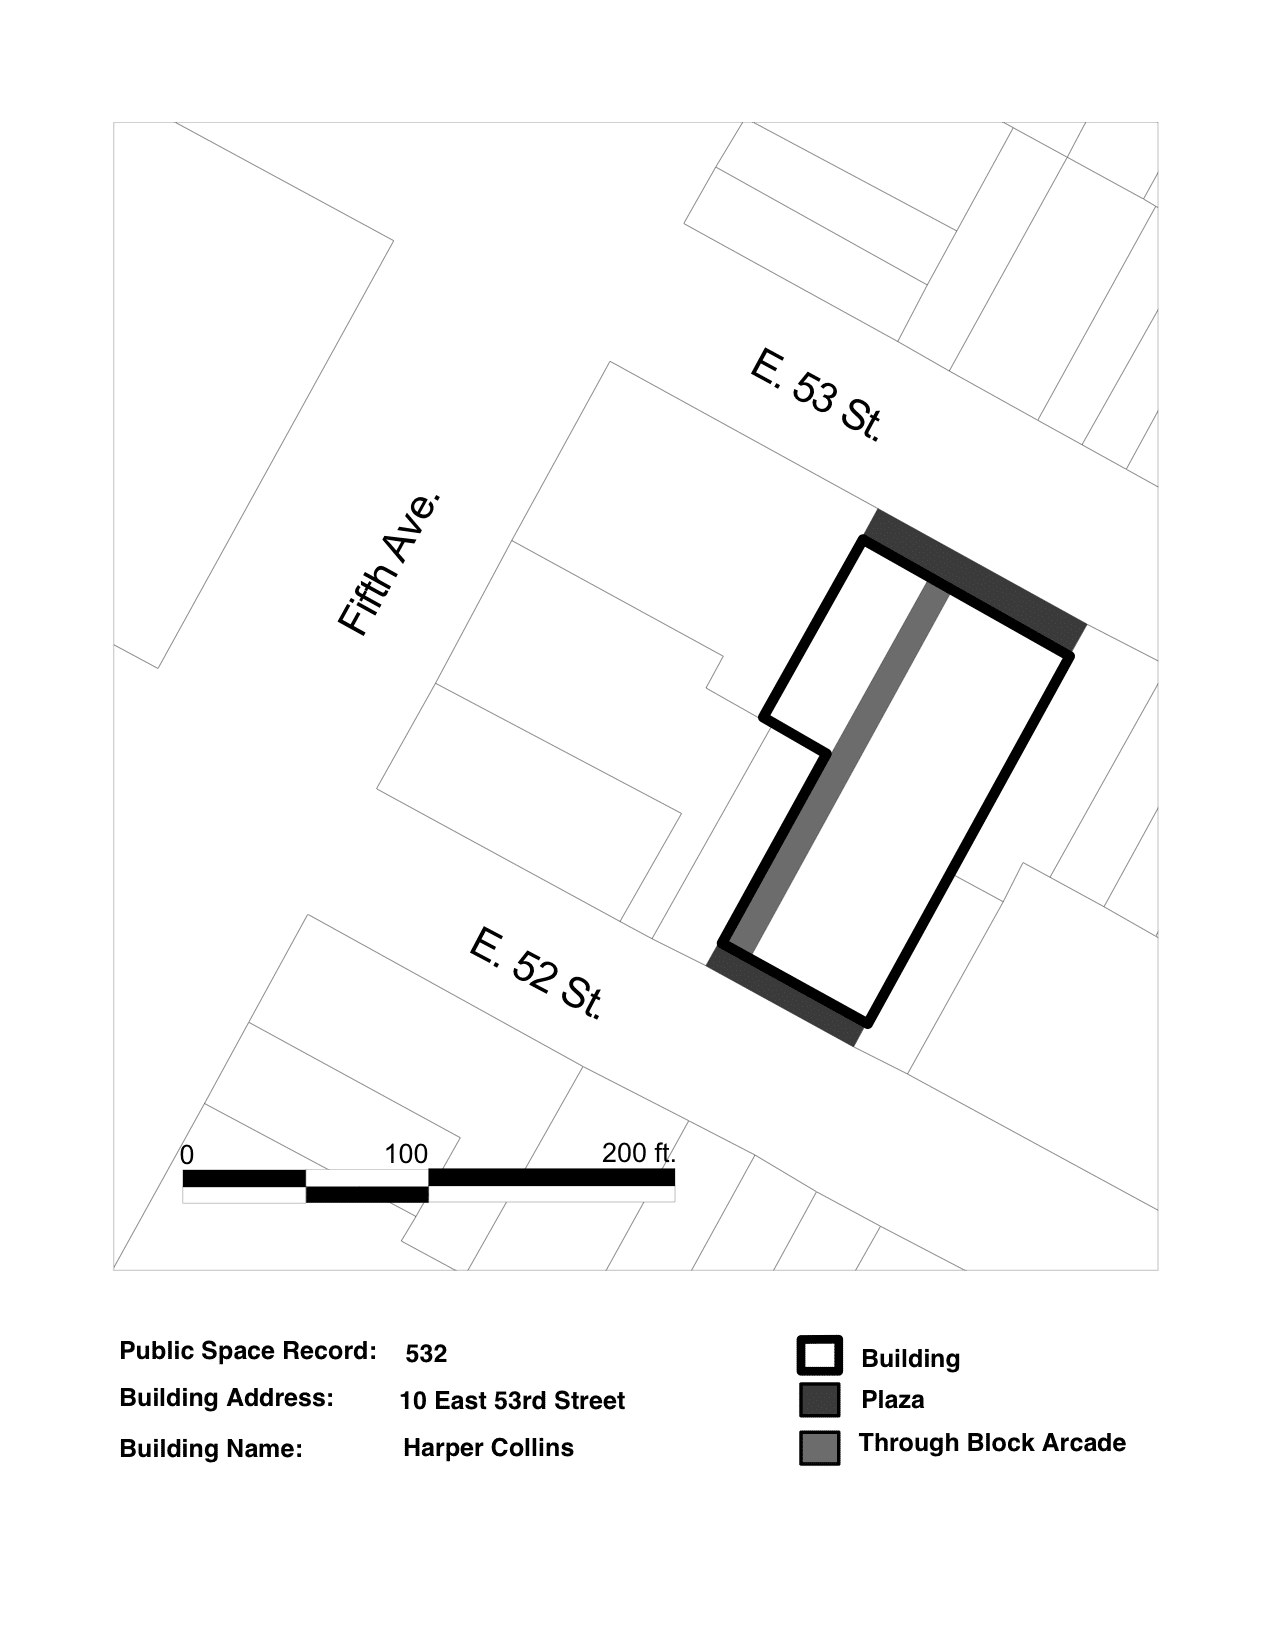 E. 53 St.
Fifth Ave.
E. 52 St.
0 100 200 ft.
Public Space Record: 532
Building Address: 10 East 53rd Street
Building Name: Harper Collins
Building
Plaza
Through Block Arcade